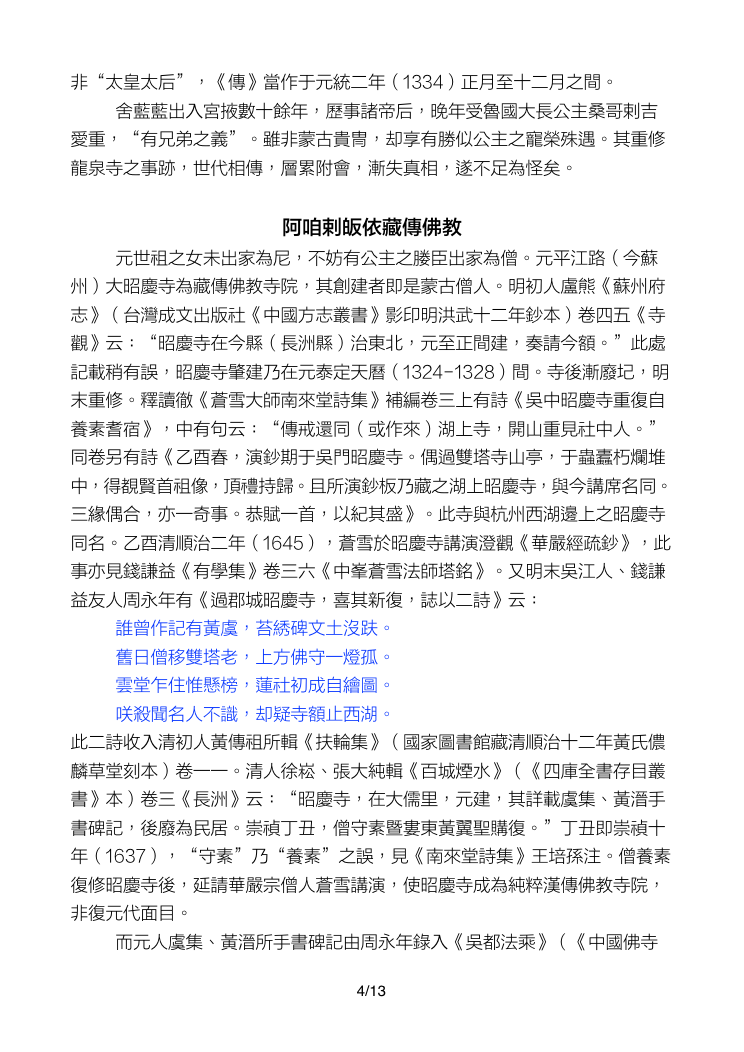 非“太皇太后”，《傳》當作于元統二年（1334）正月至十二月之間。
舍藍藍出入宮掖數十餘年，歷事諸帝后，晚年受魯國大長公主桑哥剌吉
愛重，“有兄弟之義”。雖非蒙古貴冑，却享有勝似公主之寵榮殊遇。其重修
龍泉寺之事跡，世代相傳，層累附會，漸失真相，遂不足為怪矣。
阿咱剌皈依藏傳佛教
元世祖之女未出家為尼，不妨有公主之媵臣出家為僧。元平江路（今蘇
州）大昭慶寺為藏傳佛教寺院，其創建者即是蒙古僧人。明初人盧熊《蘇州府
志》（台灣成文出版社《中國方志叢書》影印明洪武十二年鈔本）卷四五《寺
觀》云：“昭慶寺在今縣（長洲縣）治東北，元至正間建，奏請今額。”此處
記載稍有誤，昭慶寺肇建乃在元泰定天曆（1324-1328）間。寺後漸廢圮，明
末重修。釋讀徹《蒼雪大師南來堂詩集》補編卷三上有詩《吳中昭慶寺重復自
養素耆宿》，中有句云：“傳戒還同（或作來）湖上寺，開山重見社中人。”
同卷另有詩《乙酉春，演鈔期于吳門昭慶寺。偶過雙塔寺山亭，于蟲蠹朽爛堆
中，得覩賢首祖像，頂禮持歸。且所演鈔板乃藏之湖上昭慶寺，與今講席名同。
三緣偶合，亦一奇事。恭賦一首，以紀其盛》。此寺與杭州西湖邊上之昭慶寺
同名。乙酉清順治二年（1645），蒼雪於昭慶寺講演澄觀《華嚴經疏鈔》，此
事亦見錢謙益《有學集》卷三六《中峯蒼雪法師塔銘》。又明末吳江人、錢謙
益友人周永年有《過郡城昭慶寺，喜其新復，誌以二詩》云：
誰曾作記有黃虞，苔綉碑文土沒趺。
舊日僧移雙塔老，上方佛守一燈孤。
雲堂乍住惟懸榜，蓮社初成自繪圖。
咲殺聞名人不識，却疑寺額止西湖。
此二詩收入清初人黃傳祖所輯《扶輪集》（國家圖書館藏清順治十二年黃氏儂
麟草堂刻本）卷一一。清人徐崧、張大純輯《百城煙水》（《四庫全書存目叢
書》本）卷三《長洲》云：“昭慶寺，在大儒里，元建，其詳載虞集、黃溍手
書碑記，後廢為民居。崇禎丁丑，僧守素暨婁東黃翼聖購復。”丁丑即崇禎十
年（1637），“守素”乃“養素”之誤，見《南來堂詩集》王培孫注。僧養素
復修昭慶寺後，延請華嚴宗僧人蒼雪講演，使昭慶寺成為純粹漢傳佛教寺院，
非復元代面目。
而元人虞集、黃溍所手書碑記由周永年錄入《吳都法乘》（《中國佛寺
4/13